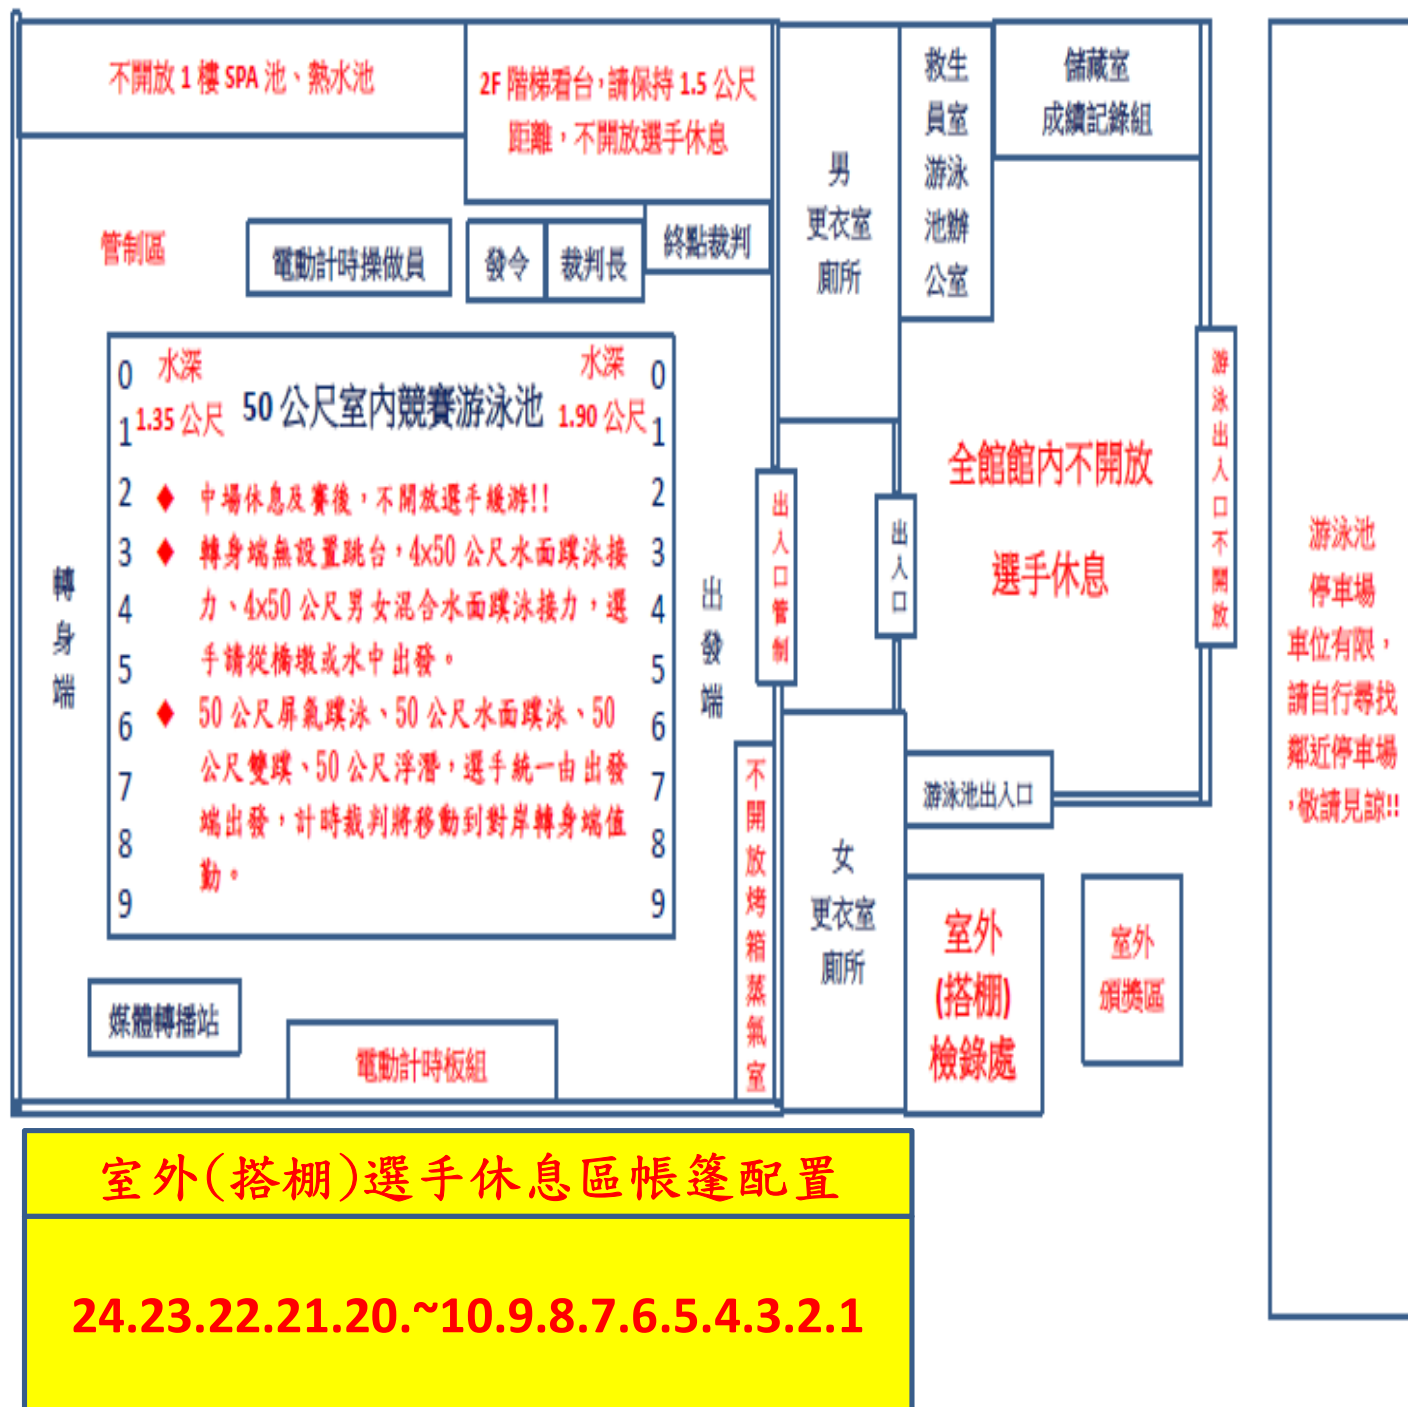 不開放 1 樓 SPA 池、熱水池
2F 階梯看台，請保持 1.5 公尺
距離，不開放選手休息
男
更衣室
廁所
救生
員室
游泳
池辦
公室
儲藏室
成績記錄組
管制區
電動計時操做員
發令
裁判長
終點裁判
0
1
2
3
4
5
6
7
8
9
水深
1.35 公尺
50 公尺室內競賽游泳池
水深
1.90 公尺
0
1
2
3
4
5
6
7
8
9
◆ 中場休息及賽後，不開放選手緩游!!
◆ 轉身端無設置跳台，4x50 公尺水面蹼泳接
力、4x50 公尺男女混合水面蹼泳接力，選
手請從橋墩或水中出發。
◆ 50 公尺屏氣蹼泳、50 公尺水面蹼泳、50
公尺雙蹼、50 公尺浮潛，選手統一由出發
端出發，計時裁判將移動到對岸轉身端值
勤。
轉身端
出發端
出入口管制
出入口
全館館內不開放
選手休息
游泳出入口不開放
游泳池
停車場
車位有限，
請自行尋找
鄰近停車場
，敬請見諒!!
不開放烤箱蒸氣室
女
更衣室
廁所
游泳池出入口
室外
(搭棚)
檢錄處
室外
頒獎區
媒體轉播站
電動計時板組
室外(搭棚)選手休息區帳篷配置
24.23.22.21.20.~10.9.8.7.6.5.4.3.2.1